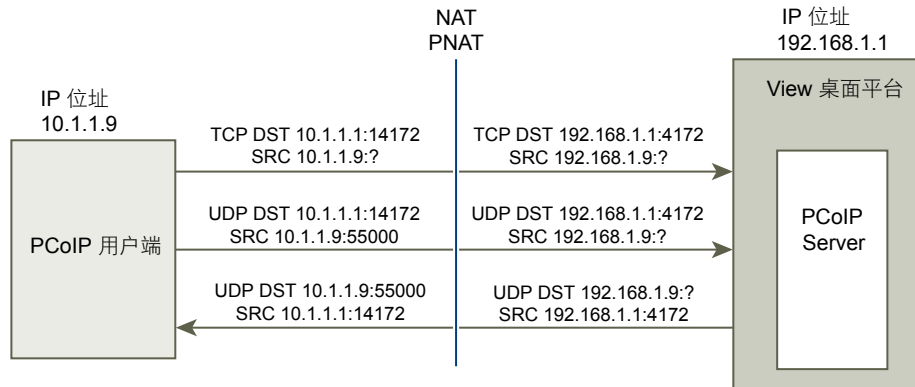 NAT
PNAT
IP 位址
192.168.1.1
View 桌面平台
IP 位址
10.1.1.9
TCP DST 10.1.1.1:14172
SRC 10.1.1.9:?
TCP DST 192.168.1.1:4172
SRC 192.168.1.9:?
PCoIP 用户端
UDP DST 10.1.1.1:14172
SRC 10.1.1.9:55000
UDP DST 192.168.1.1:4172
SRC 192.168.1.9:?
PCoIP
Server
UDP DST 10.1.1.9:55000
SRC 10.1.1.1:14172
UDP DST 192.168.1.9:?
SRC 192.168.1.1:4172